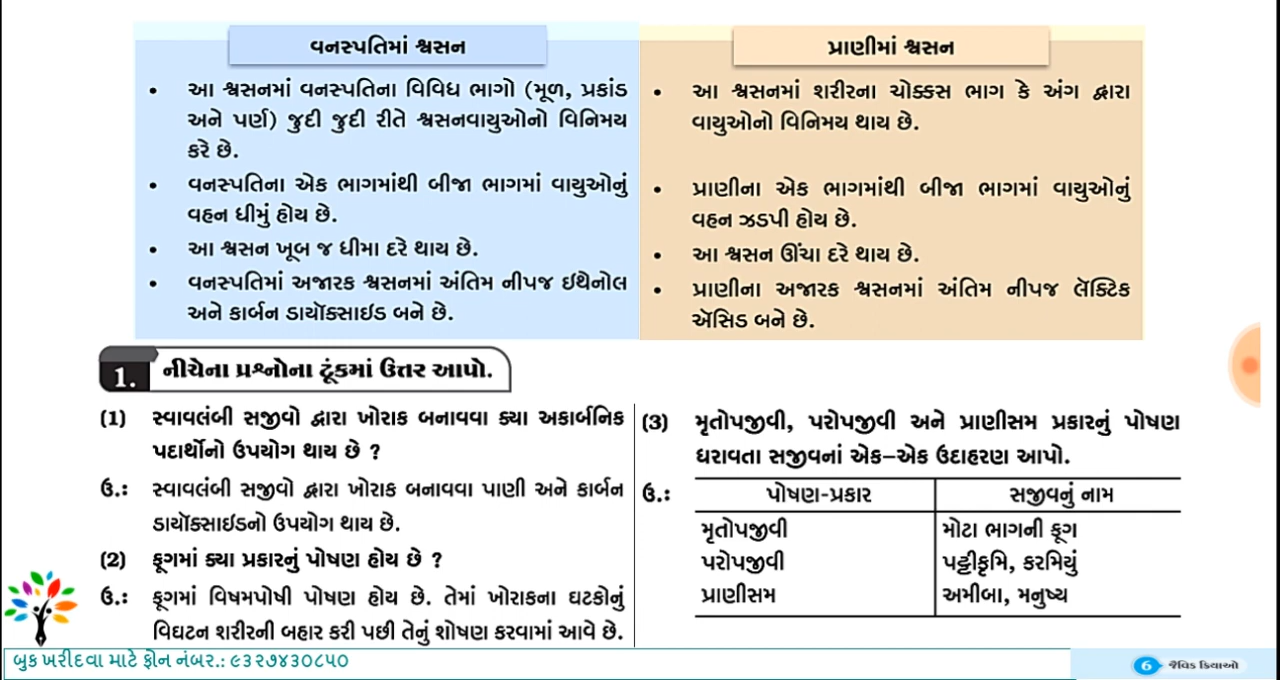 વનસ્પતિમાં શ્વસન
• આ શ્વસનમાં વનસ્પતિના વિવિધ ભાગો (મૂળ, પ્રકાંડ
અને પર્ણ) જુદી જુદી રીતે શ્વસનવાયુઓનો વિનિમય
કરે છે.
• વનસ્પતિના એક ભાગમાંથી બીજા ભાગમાં વાયુઓનું
વહન ધીમું હોય છે.
• આ શ્વસન ખૂબ જ ધીમા દરે થાય છે.
• વનસ્પતિમાં અજારક શ્વસનમાં અંતિમ નીપજ ઈથેનોલ
અને કાર્બન ડાયૉક્સાઈડ બને છે.
પ્રાણીમાં શ્વસન
• આ શ્વસનમાં શરીરના ચોક્કસ ભાગ કે અંગ દ્વારા
વાયુઓનો વિનિમય થાય છે.
• પ્રાણીના એક ભાગમાંથી બીજા ભાગમાં વાયુઓનું
વહન ઝડપી હોય છે.
• આ શ્વસન ઊંચા દરે થાય છે.
• પ્રાણીના અજારક શ્વસનમાં અંતિમ નીપજ લૅક્ટિક
ઍસિડ બને છે.
1. નીચેના પ્રશ્નોના ટૂંકમાં ઉત્તર આપો.
(1) સ્વાવલંબી સજીવો દ્વારા ખોરાક બનાવવા ક્યા અકાર્બનિક
પદાર્થોનો ઉપયોગ થાય છે ?
ઉ.: સ્વાવલંબી સજીવો દ્વારા ખોરાક બનાવવા પાણી અને કાર્બન
ડાયૉક્સાઈડનો ઉપયોગ થાય છે.
(2) ફૂગમાં ક્યા પ્રકારનું પોષણ હોય છે ?
ઉ.: ફૂગમાં વિષમપોષી પોષણ હોય છે. તેમાં ખોરાકના ઘટકોનું
વિઘટન શરીરની બહાર કરી પછી તેનું શોષણ કરવામાં આવે છે.
(3) મૃતોપજીવી, પરોપજીવી અને પ્રાણીસમ પ્રકારનું પોષણ
ધરાવતા સજીવનાં એક–એક ઉદાહરણ આપો.
ઉ.: પોષણ-પ્રકાર સજીવનું નામ
મૃતોપજીવી મોટા ભાગની ફૂગ
પરોપજીવી પટ્ટીકૃમિ, કરમિયું
પ્રાણીસમ અમીબા, મનુષ્ય
બુક ખરીદવા માટે ફોન નંબર.: ૯૩૨૭૪૩૦૮૫૦
6 જૈવિક ક્રિયાઓ